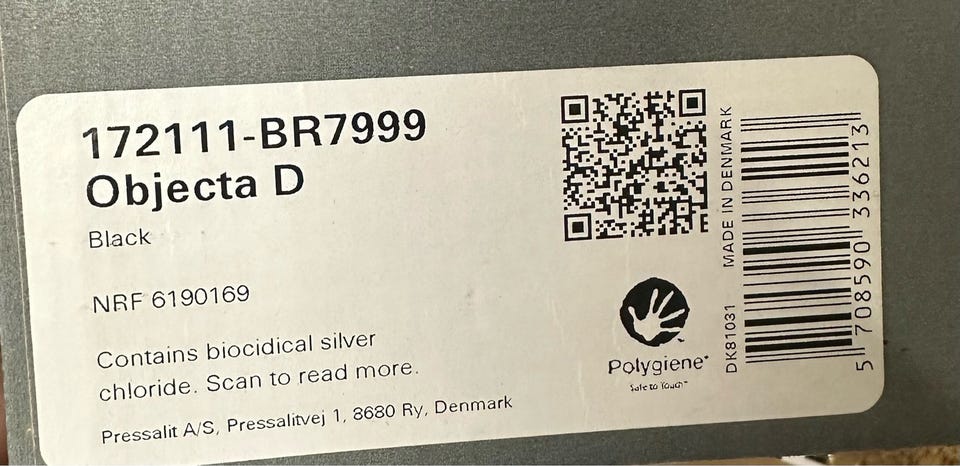 172111-BR7999
Objecta D
Black
NRF 6190169
Contains biocidical silver
chloride. Scan to read more.
Pressalit A/S, Pressalitvej 1, 8680 Ry, Denmark
Polygiene®
Safe to Touch™
DK81031 MADE IN DENMARK
5 708590 336213